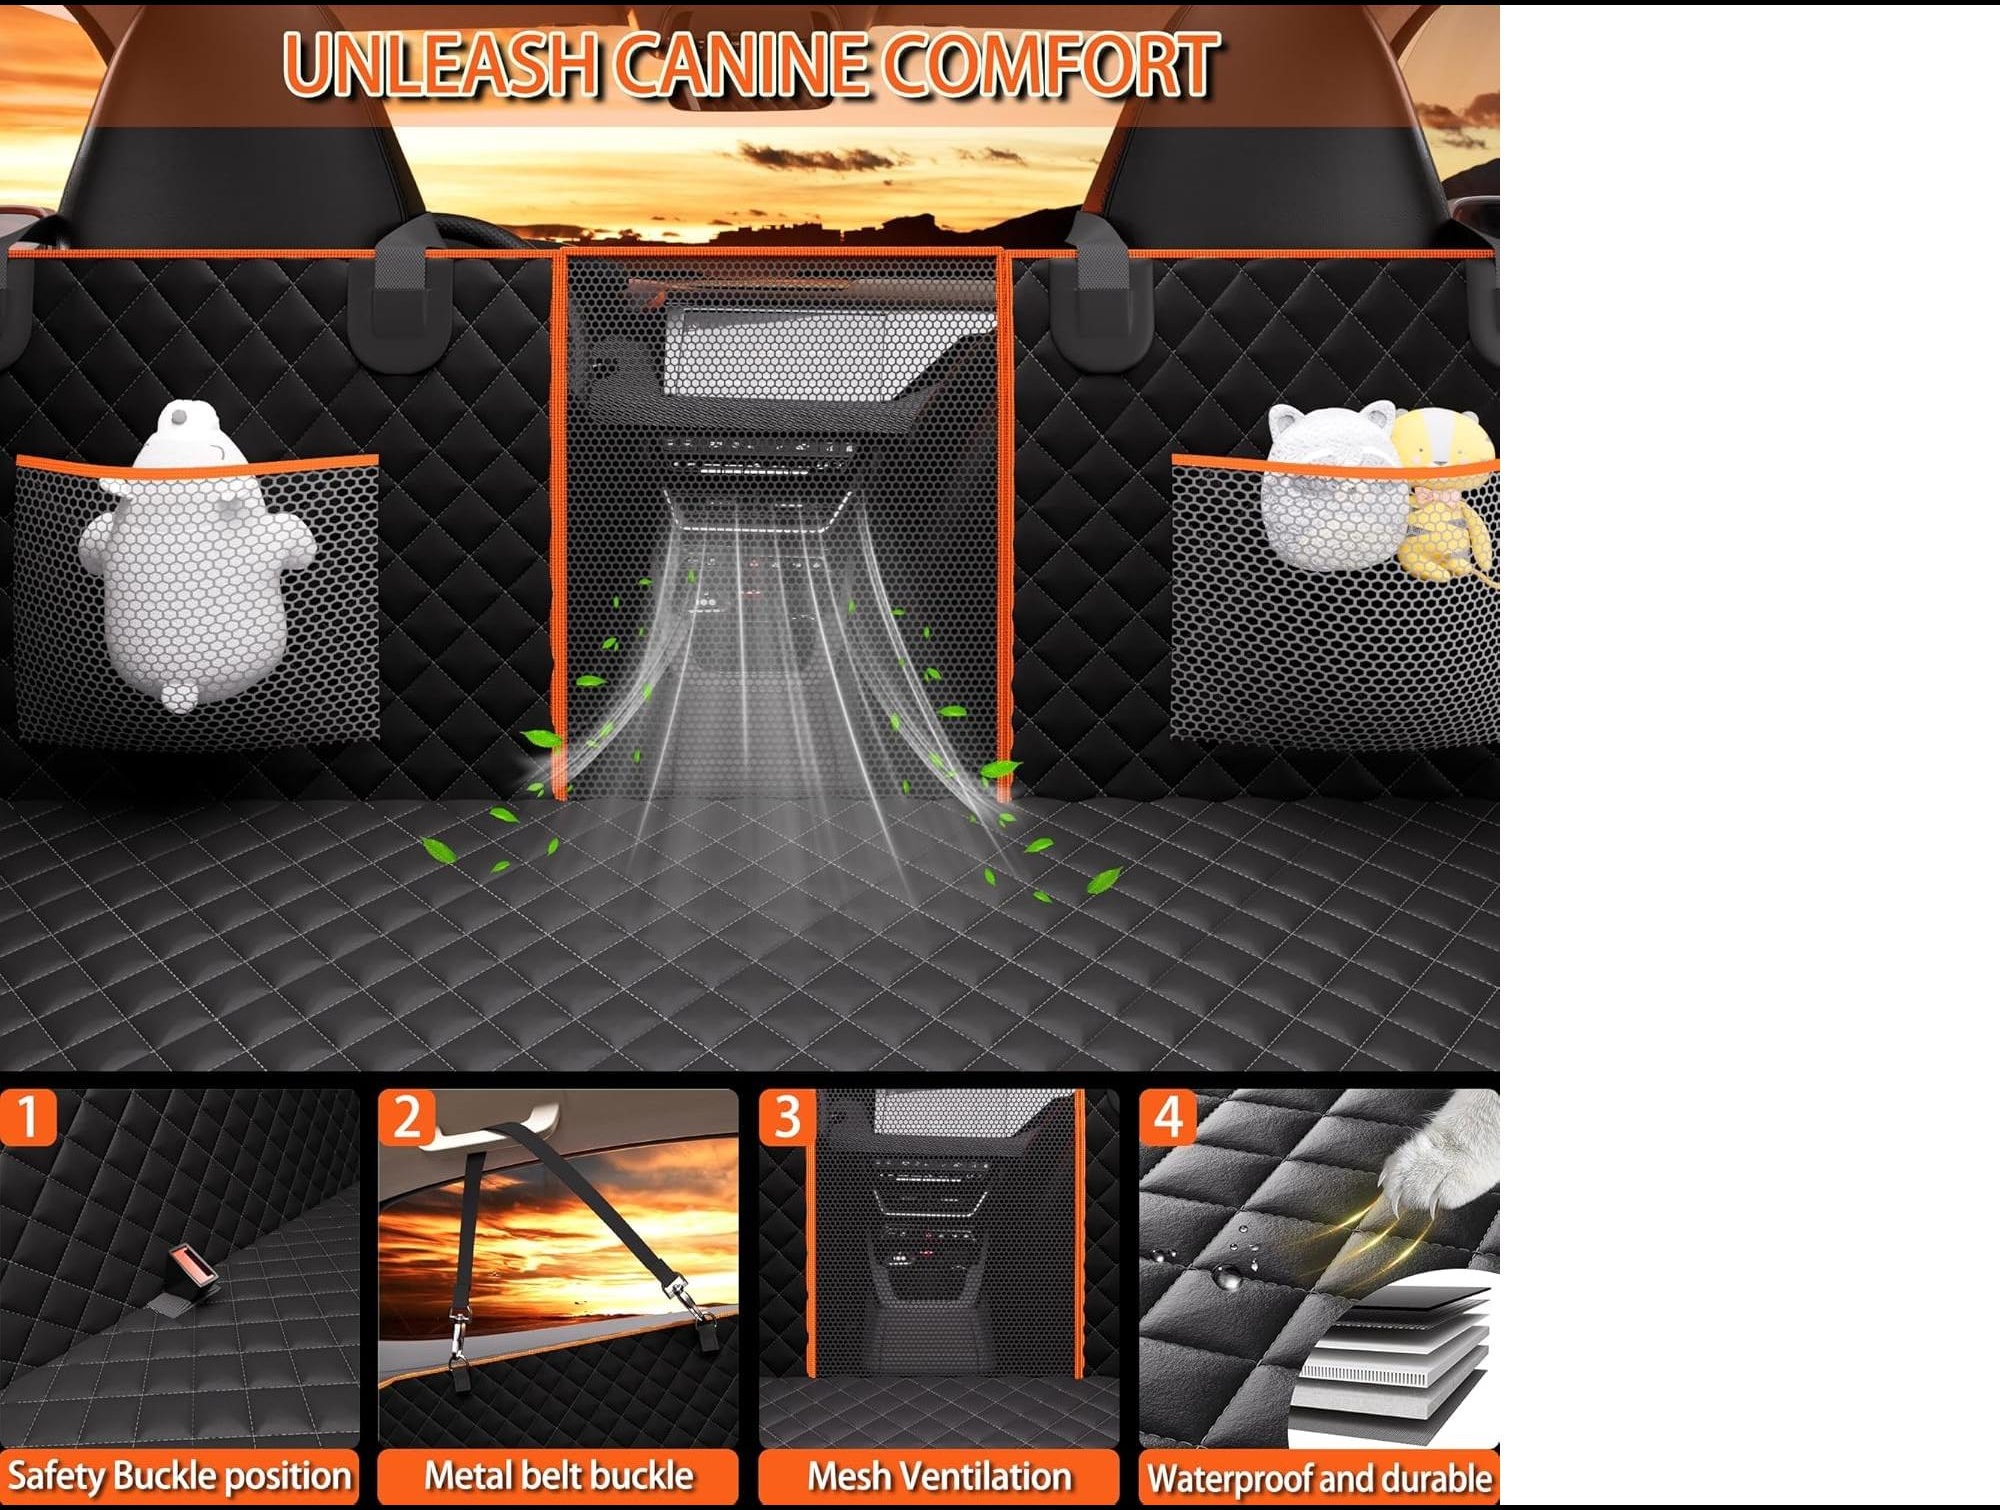 UNLEASH CANINE COMFORT
1
Safety Buckle position
2
Metal belt buckle
3
Mesh Ventilation
4
Waterproof and durable